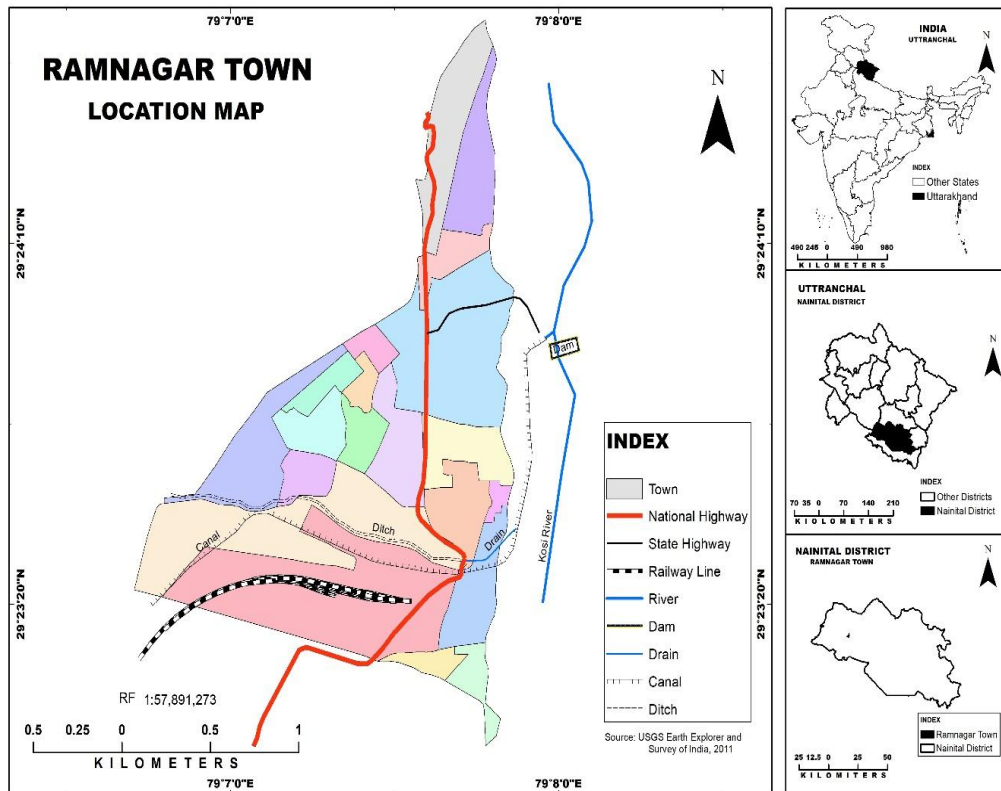 79°7'0"E
79°8'0"E
RAMNAGAR TOWN
LOCATION MAP
N
29°24'10"N
29°24'10"N
29°23'20"N
29°23'20"N
Dam
Ditch
Canal
Drain
Kosi River
INDEX
Town
National Highway
State Highway
Railway Line
River
Dam
Drain
Canal
Ditch
Source: USGS Earth Explorer and
Survey of India, 2011
RF 1:57,891,273
0.5 0 0.5 1
KILOMETERS
79°7'0"E
79°8'0"E
INDIA
UTTRANCHAL
N
INDEX
Other States
Uttarakhand
490 245 0 490 980
KILOMETERS
UTTRANCHAL
NAINITAL DISTRICT
N
INDEX
Other Districts
Nainital District
70 35 0 70 140 210
KILOMETERS
NAINITAL DISTRICT
RAMNAGAR TOWN
N
INDEX
Ramnagar Town
Nainital District
25 12.5 0 25 50
KILOMITERS